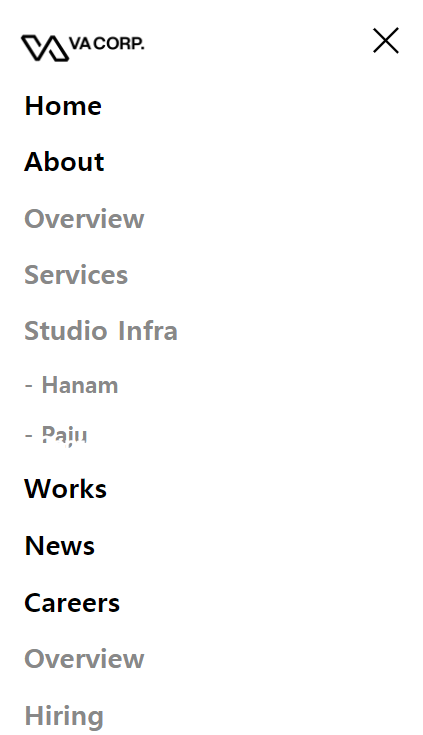 VA CORP.
Home
About
Overview
Services
Studio Infra
- Hanam
- Paju
Works
News
Careers
Overview
Hiring